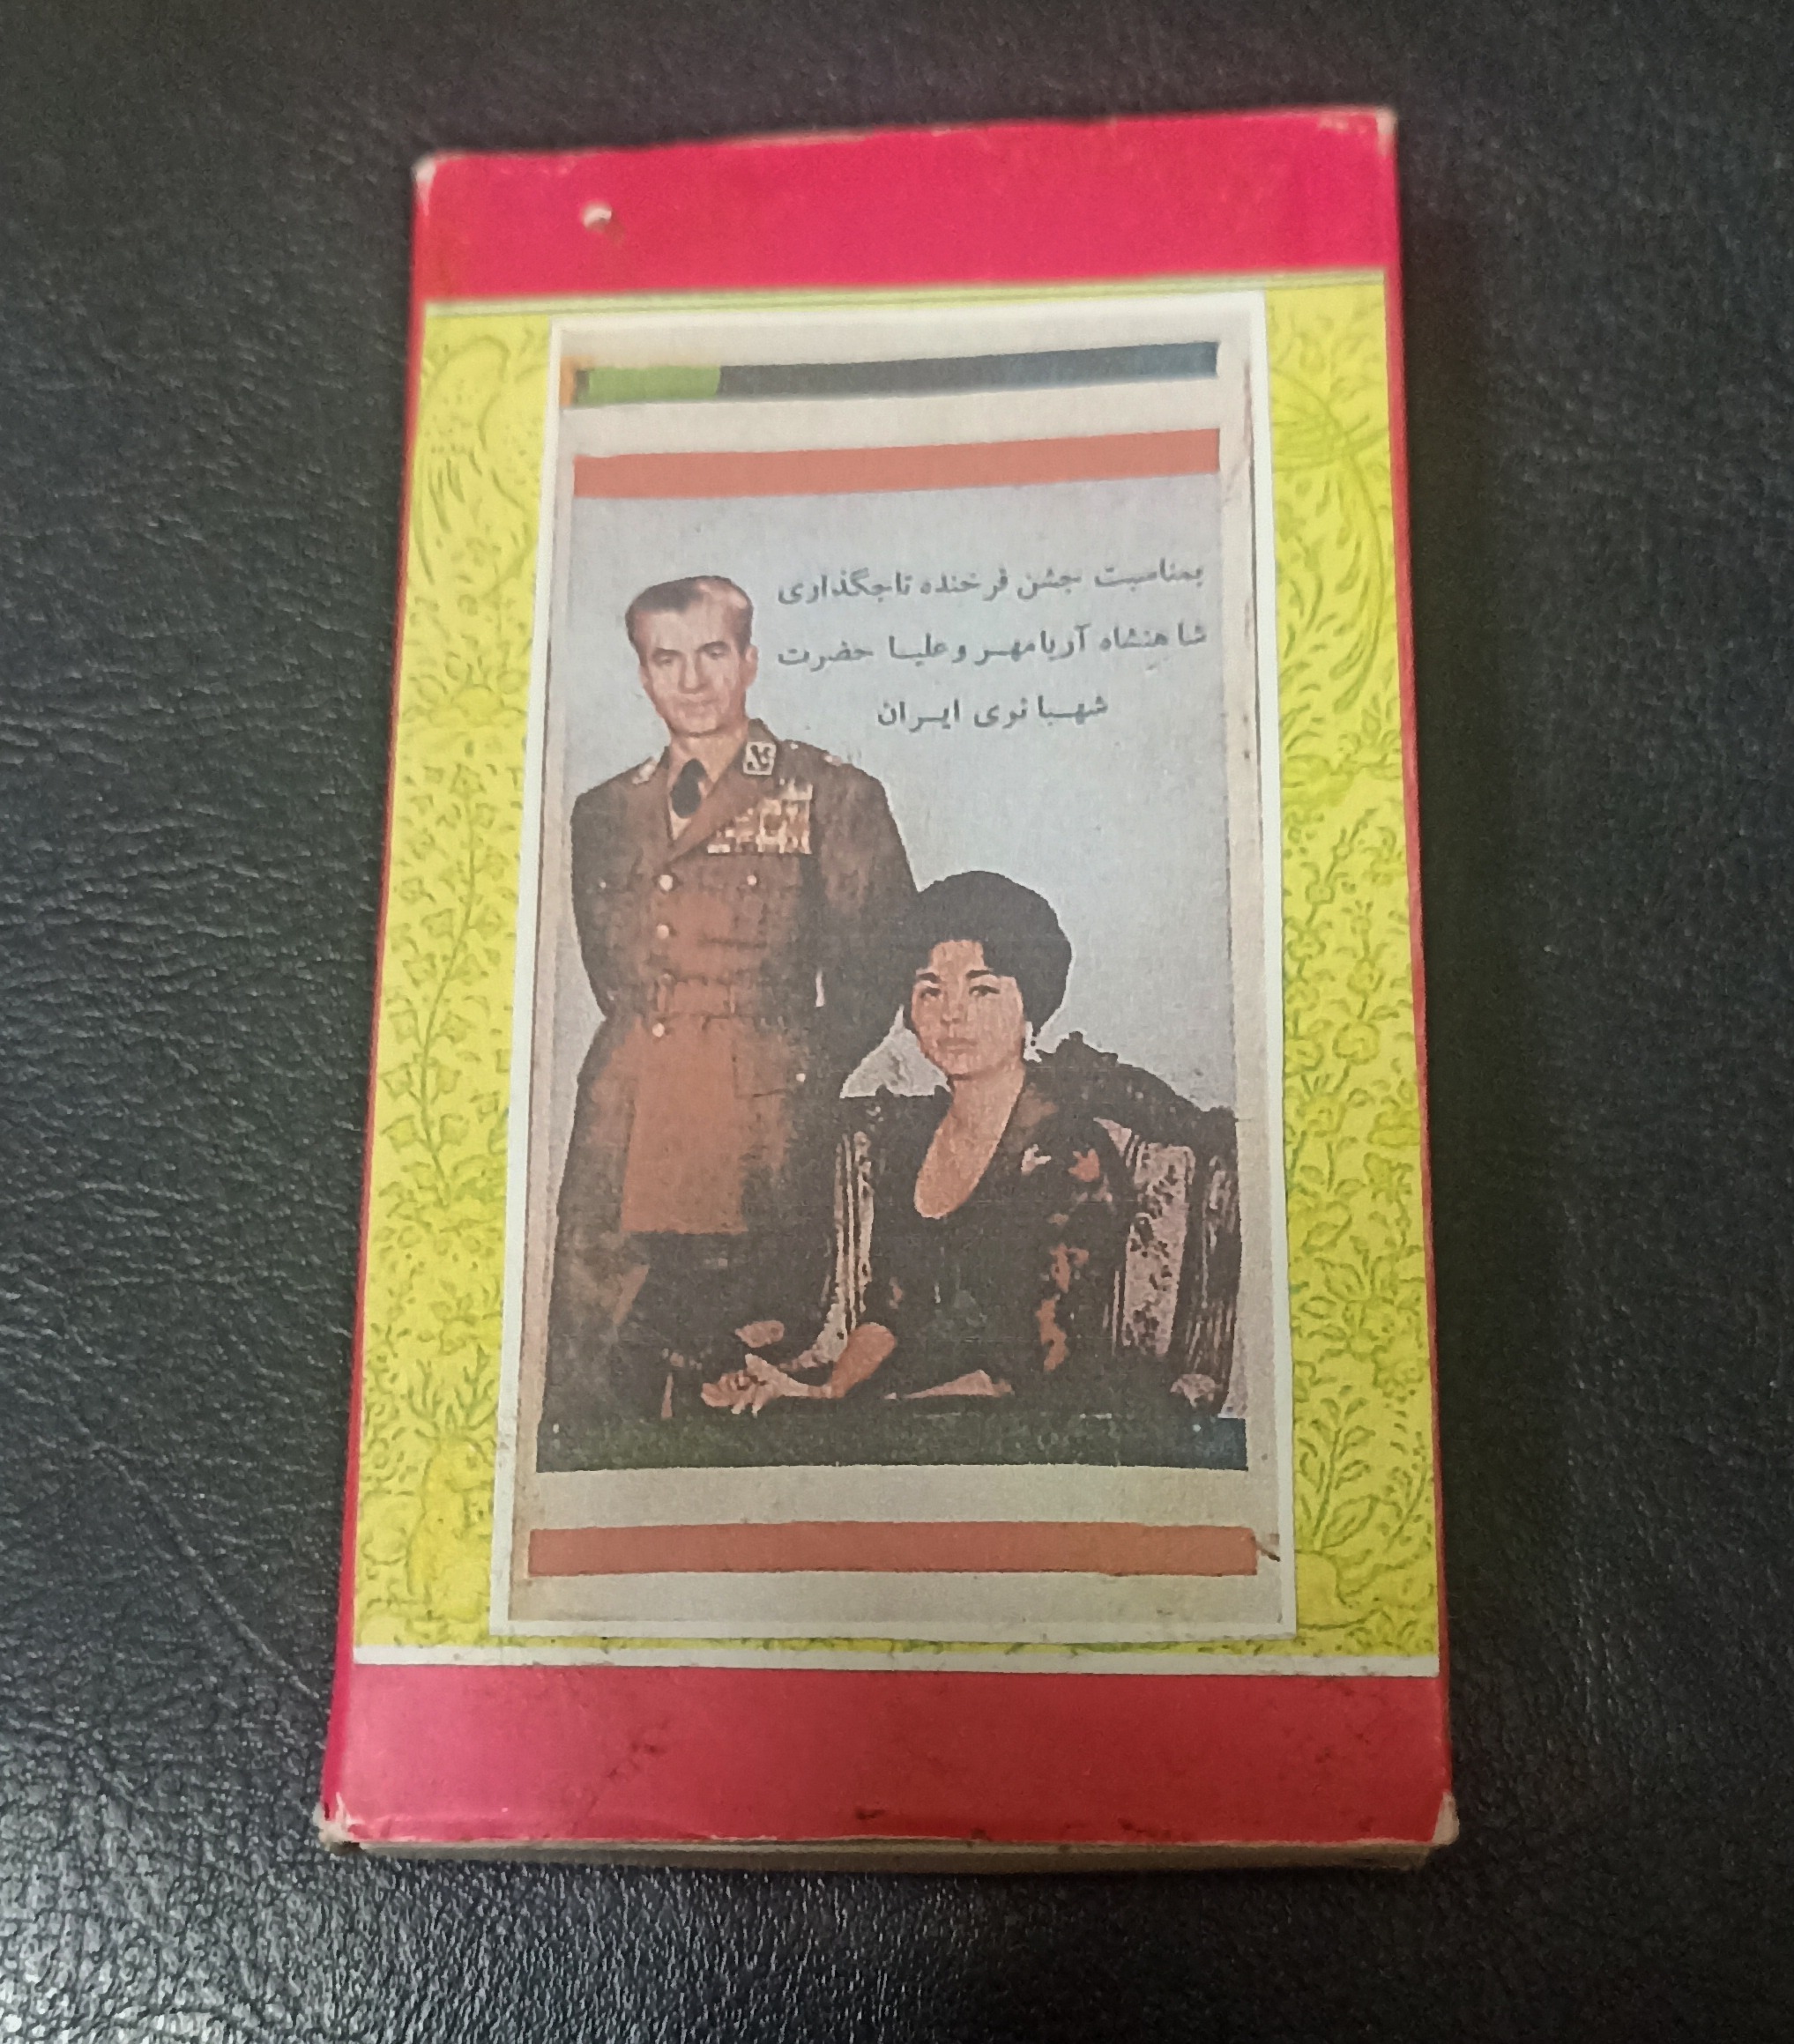 بمناسبت جشن فرخنده تاجگذاری
شاهنشاه آریامهر و علیا حضرت
شهبانوی ایران